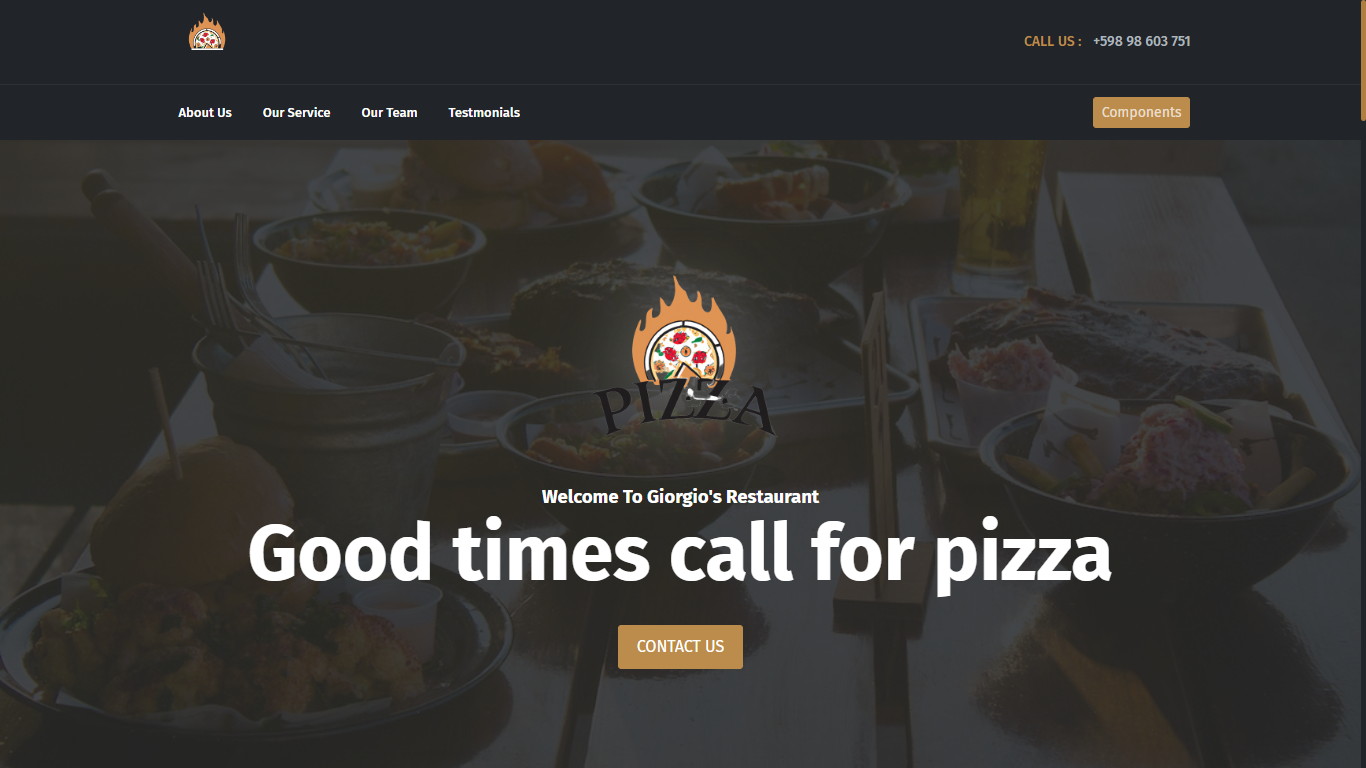 CALL US : +598 98 603 751
About Us Our Service Our Team Testmonials Components
PIZZA
Welcome To Giorgio's Restaurant
Good times call for pizza
CONTACT US